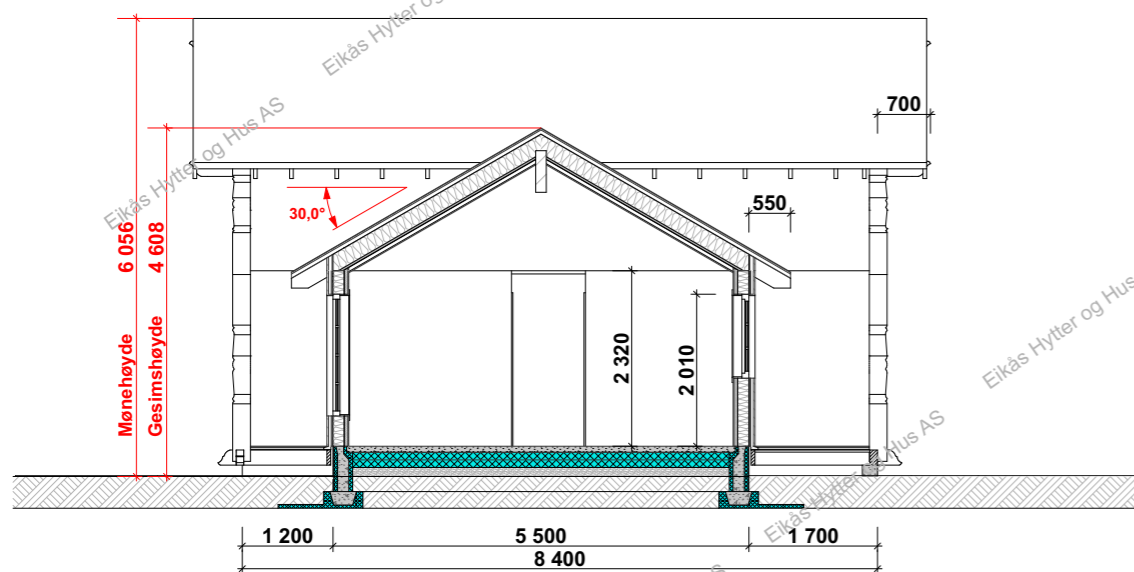 Eikås Hytter og
Eikås Hytter og Hus AS
700
30,0°
550
Mønehøyde 6 056
Gesimshøyde 4 608
2 320
2 010
Eikås Hytter og Hus
Eikås Hytter og Hus AS
AS
1 200 5 500 1 700
8 400